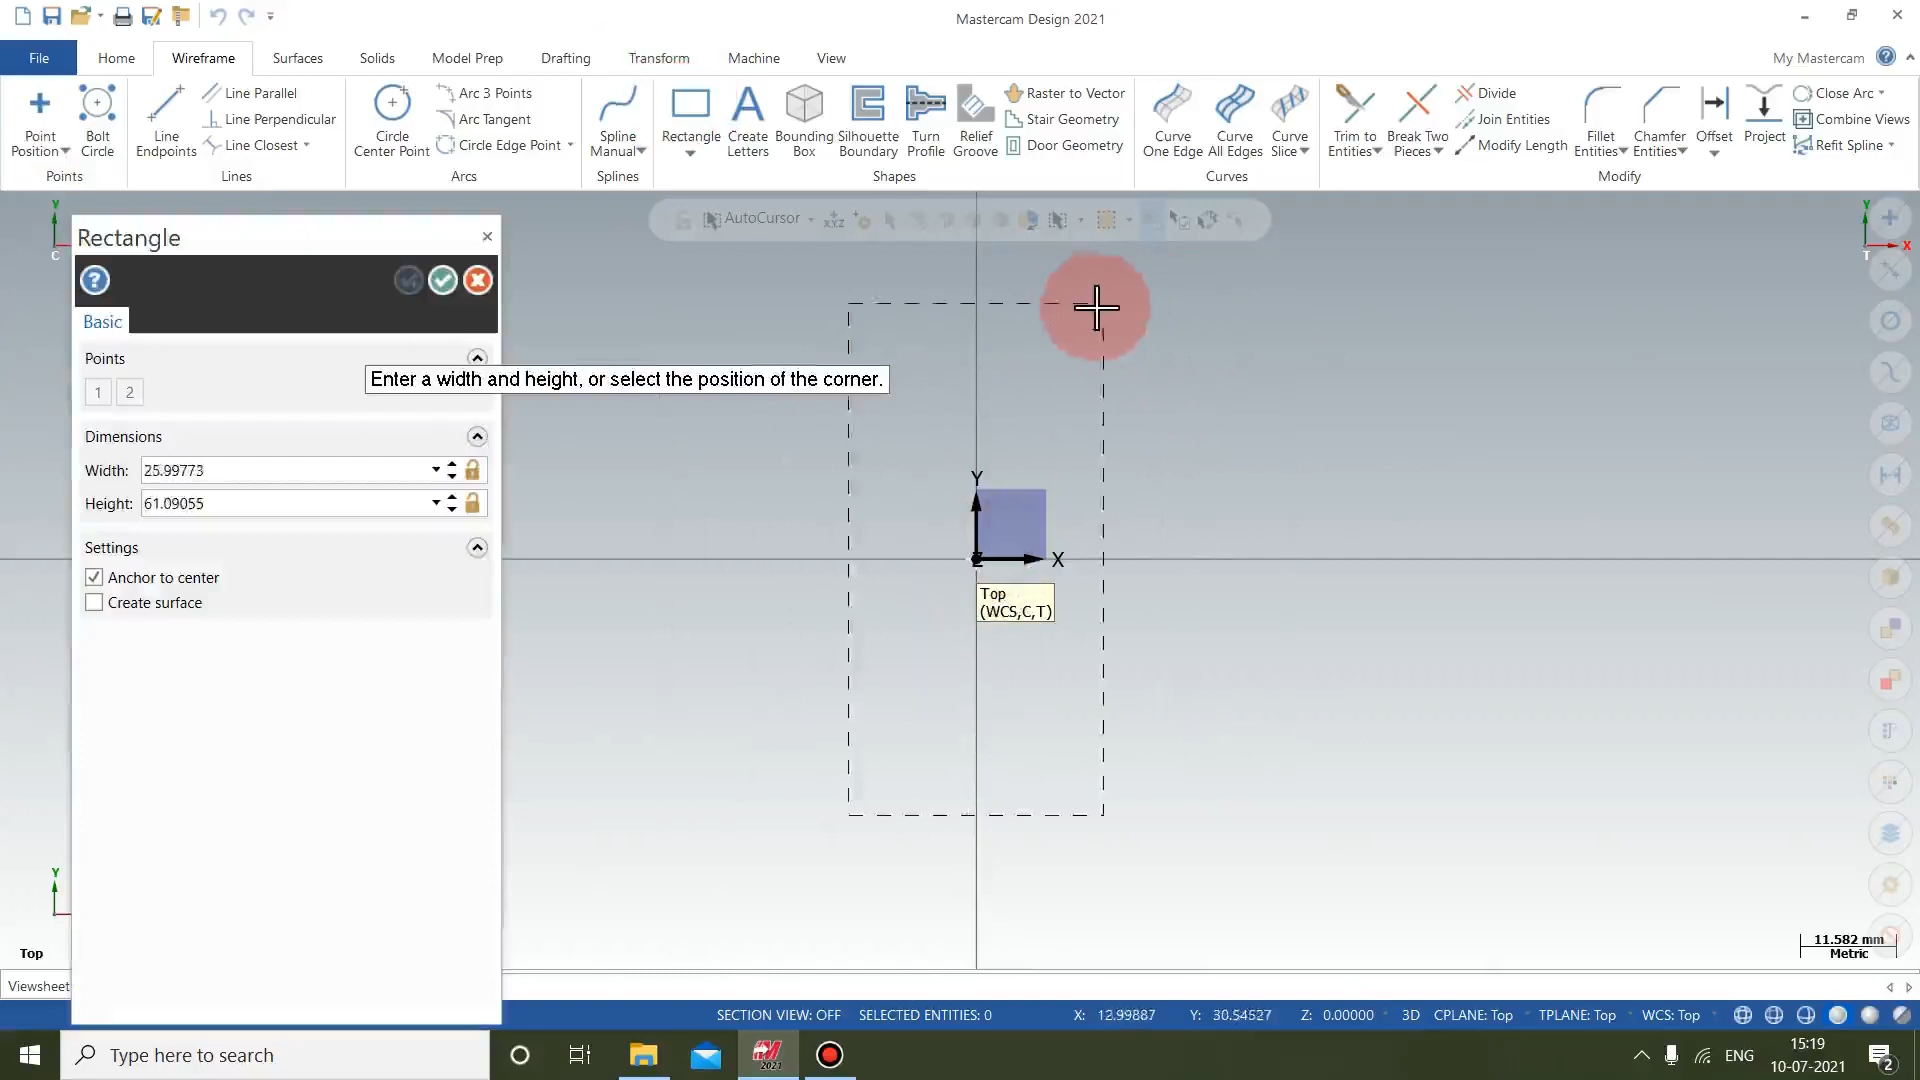 Mastercam Design 2021
File
Home
Wireframe
Surfaces
Solids
Model Prep
Drafting
Transform
Machine
View
My Mastercam
Point Position
Bolt Circle
Points
Line Endpoints
Line Parallel
Line Perpendicular
Line Closest
Lines
Circle Center Point
Arc 3 Points
Arc Tangent
Circle Edge Point
Arcs
Spline Manual
Splines
Rectangle
Create Letters
Bounding Box
Silhouette Boundary
Turn Profile
Relief Groove
Raster to Vector
Stair Geometry
Door Geometry
Shapes
Curve One Edge
Curve All Edges
Curve Slice
Curves
Trim to Entities
Break Two Pieces
Divide
Join Entities
Modify Length
Fillet Entities
Chamfer Entities
Offset
Project
Close Arc
Combine Views
Refit Spline
Modify
AutoCursor
XYZ
Y
C
Y
X
T
Rectangle
Basic
Points
1 2
Enter a width and height, or select the position of the corner.
Dimensions
Width: 25.99773
Height: 61.09055
Settings
Anchor to center
Create surface
Y
Z
X
Top
(WCS,C,T)
Y
Top
11.582 mm
Metric
Viewsheet
SECTION VIEW: OFF SELECTED ENTITIES: 0 X: 12.99887 Y: 30.54527 Z: 0.00000 3D CPLANE: Top TPLANE: Top WCS: Top
Type here to search
2021
ENG
15:19
10-07-2021
2